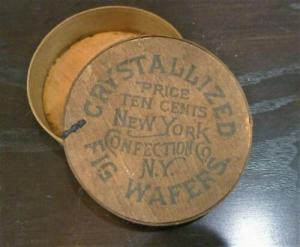 CRYSTALLIZED
PRICE
TEN CENTS
NEW YORK
CONFECTION CO.
N.Y.
FIG WAFERS